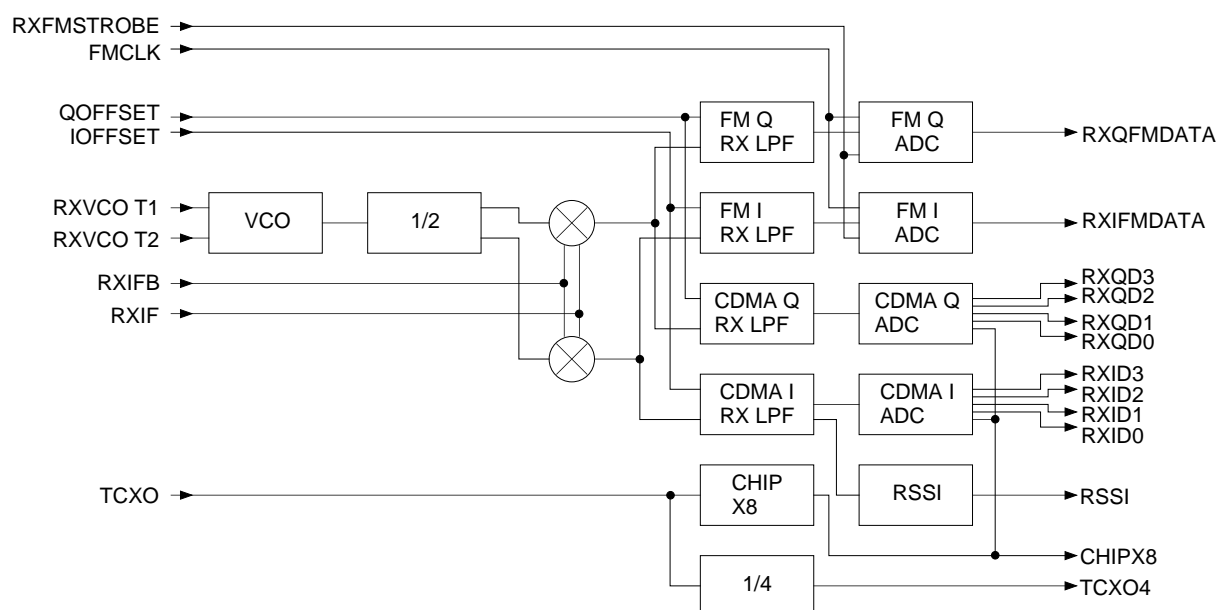 RXFMSTROBE
FMCLK
QOFFSET
IOFFSET
FM Q
RX LPF
FM Q
ADC
RXQFMDATA
RXVCO T1
RXVCO T2
VCO
1/2
FM I
RX LPF
FM I
ADC
RXIFMDATA
RXIFB
RXIF
CDMA Q
RX LPF
CDMA Q
ADC
RXQD3
RXQD2
RXQD1
RXQD0
CDMA I
RX LPF
CDMA I
ADC
RXID3
RXID2
RXID1
RXID0
TCXO
CHIP
X8
RSSI
RSSI
CHIPX8
1/4
TCXO4